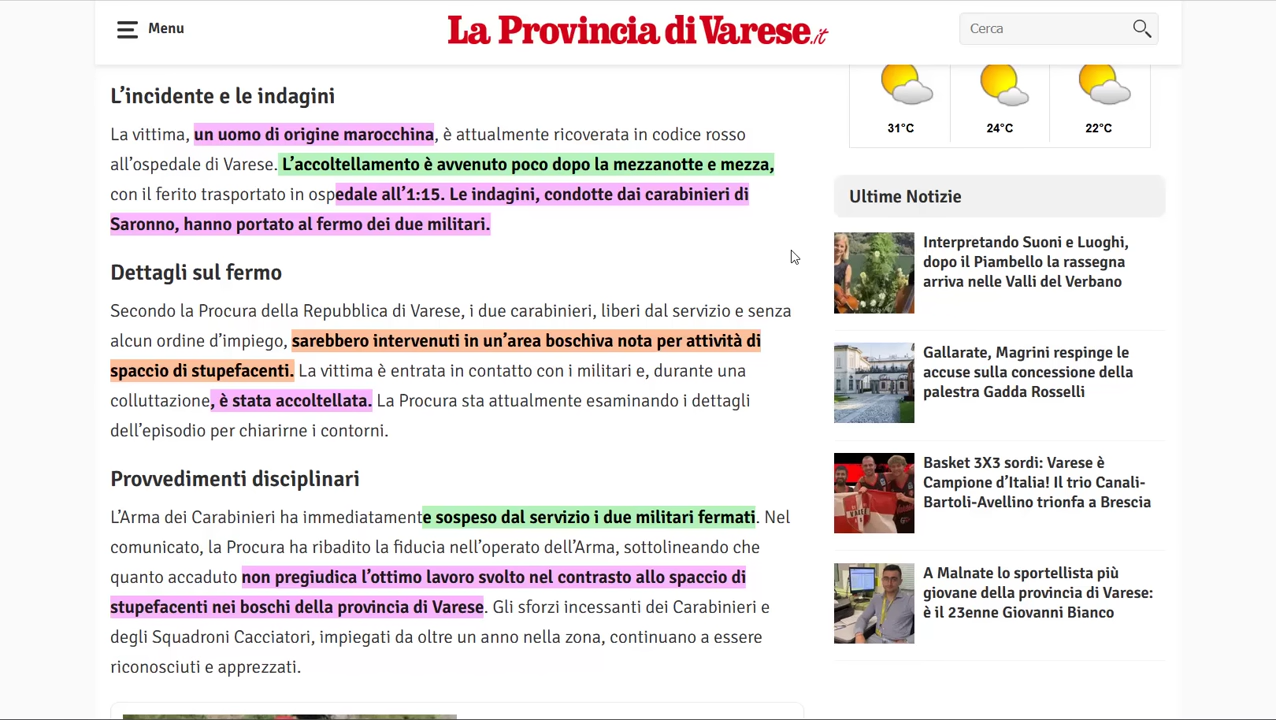 Menu
La Provincia di Varese.it
Cerca
L'incidente e le indagini
La vittima, un uomo di origine marocchina, è attualmente ricoverata in codice rosso
all'ospedale di Varese. L'accoltellamento è avvenuto poco dopo la mezzanotte e mezza,
con il ferito trasportato in ospedale all'1:15. Le indagini, condotte dai carabinieri di
Saronno, hanno portato al fermo dei due militari.
Dettagli sul fermo
Secondo la Procura della Repubblica di Varese, i due carabinieri, liberi dal servizio e senza
alcun ordine d'impiego, sarebbero intervenuti in un'area boschiva nota per attività di
spaccio di stupefacenti. La vittima è entrata in contatto con i militari e, durante una
colluttazione, è stata accoltellata. La Procura sta attualmente esaminando i dettagli
dell'episodio per chiarirne i contorni.
Provvedimenti disciplinari
L'Arma dei Carabinieri ha immediatamente sospeso dal servizio i due militari fermati. Nel
comunicato, la Procura ha ribadito la fiducia nell'operato dell'Arma, sottolineando che
quanto accaduto non pregiudica l'ottimo lavoro svolto nel contrasto allo spaccio di
stupefacenti nei boschi della provincia di Varese. Gli sforzi incessanti dei Carabinieri e
degli Squadroni Cacciatori, impiegati da oltre un anno nella zona, continuano a essere
riconosciuti e apprezzati.
31°C
24°C
22°C
Ultime Notizie
Interpretando Suoni e Luoghi,
dopo il Piambello la rassegna
arriva nelle Valli del Verbano
Gallarate, Magrini respinge le
accuse sulla concessione della
palestra Gadda Rosselli
Basket 3X3 sordi: Varese è
Campione d'Italia! Il trio Canali-
Bartoli-Avellino trionfa a Brescia
A Malnate lo sportellista più
giovane della provincia di Varese:
è il 23enne Giovanni Bianco